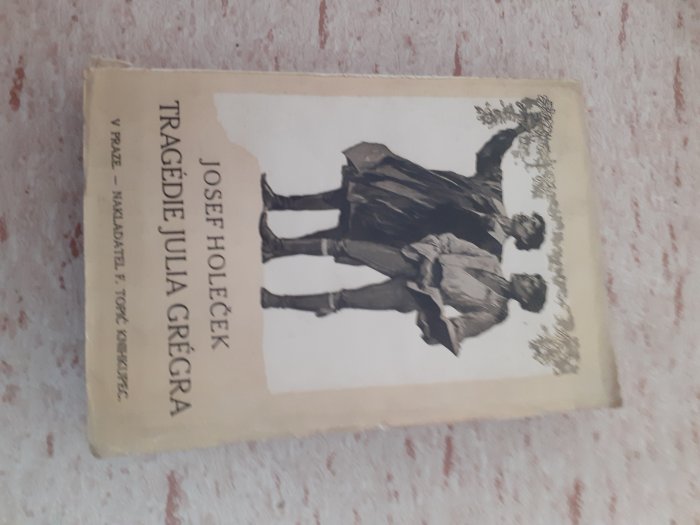 JOSEF HOLEČEK
TRAGÉDIE JULIA GRÉGRA
V PRAZE — NAKLADATEL F. TOPIČ KNIHKUPEC.